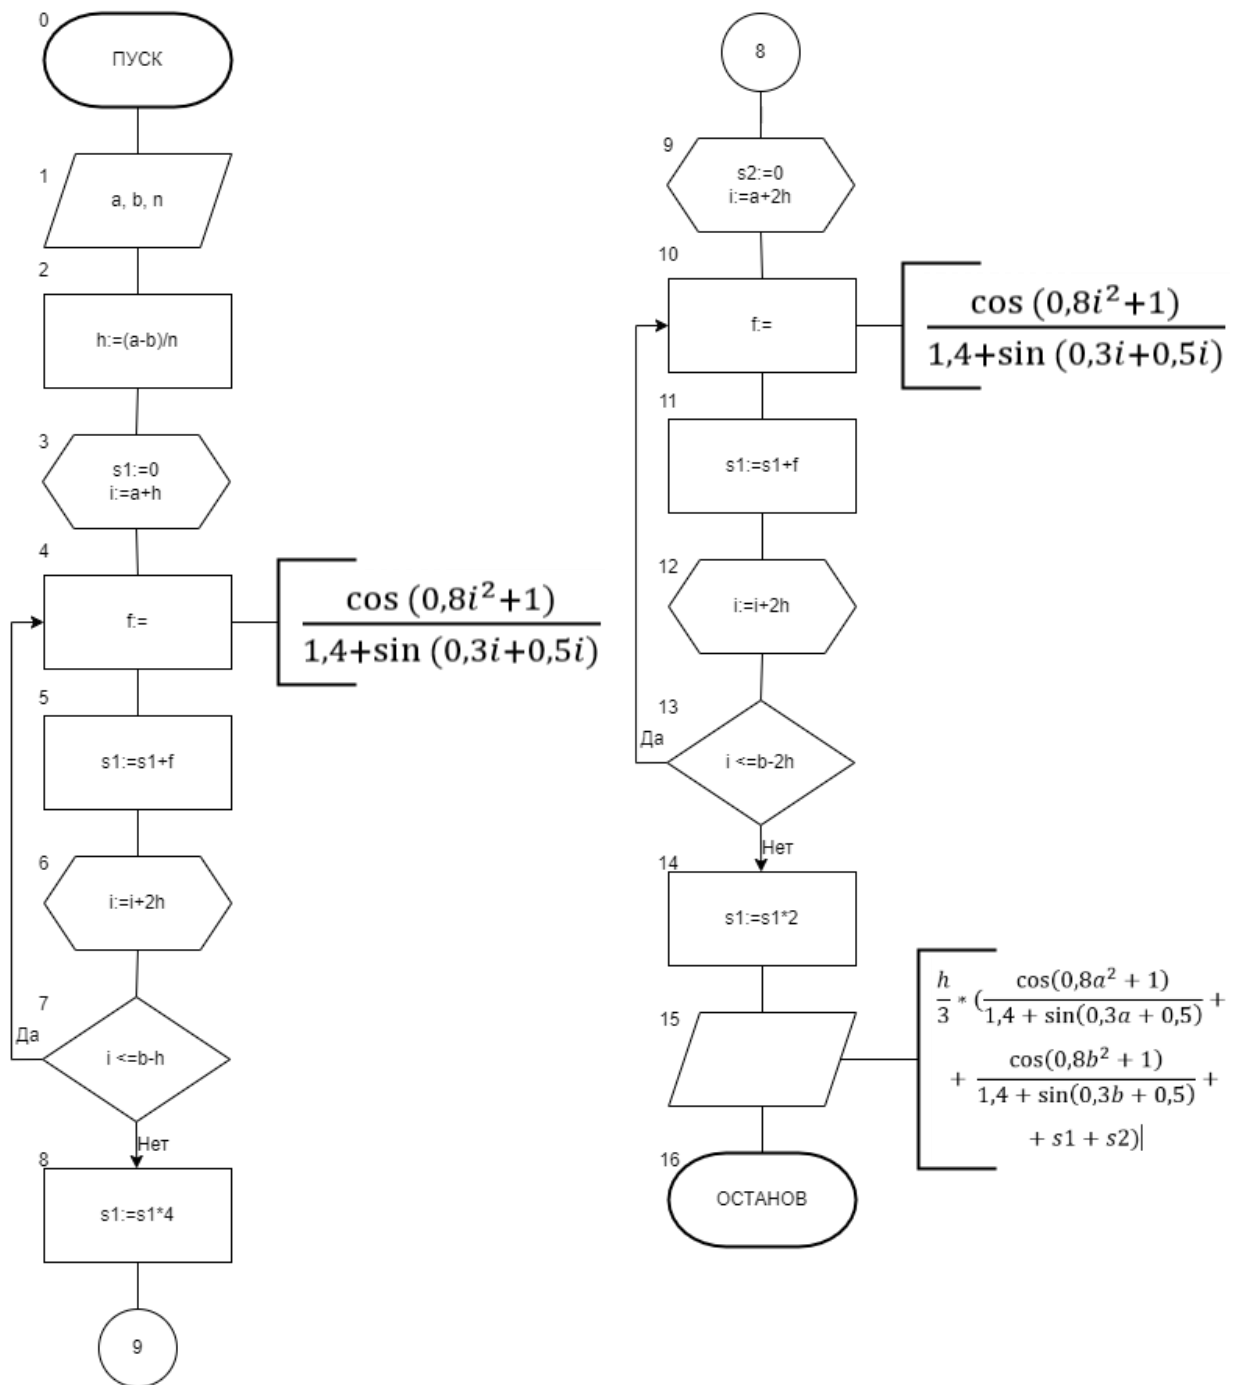 0
ПУСК
1
a, b, n
2
h:=(a-b)/n
3
s1:=0
i:=a+h
4
f:=
cos (0,8i²+1)
1,4+sin (0,3i+0,5i)
5
s1:=s1+f
6
i:=i+2h
7
Да
i <=b-h
Нет
8
s1:=s1*4
9
8
9
s2:=0
i:=a+2h
10
f:=
cos (0,8i²+1)
1,4+sin (0,3i+0,5i)
11
s1:=s1+f
12
i:=i+2h
13
Да
i <=b-2h
Нет
14
s1:=s1*2
15
h/3 * (cos(0,8a² + 1) / 1,4 + sin(0,3a + 0,5) +
+ cos(0,8b² + 1) / 1,4 + sin(0,3b + 0,5) +
+ s1 + s2)
16
ОСТАНОВ